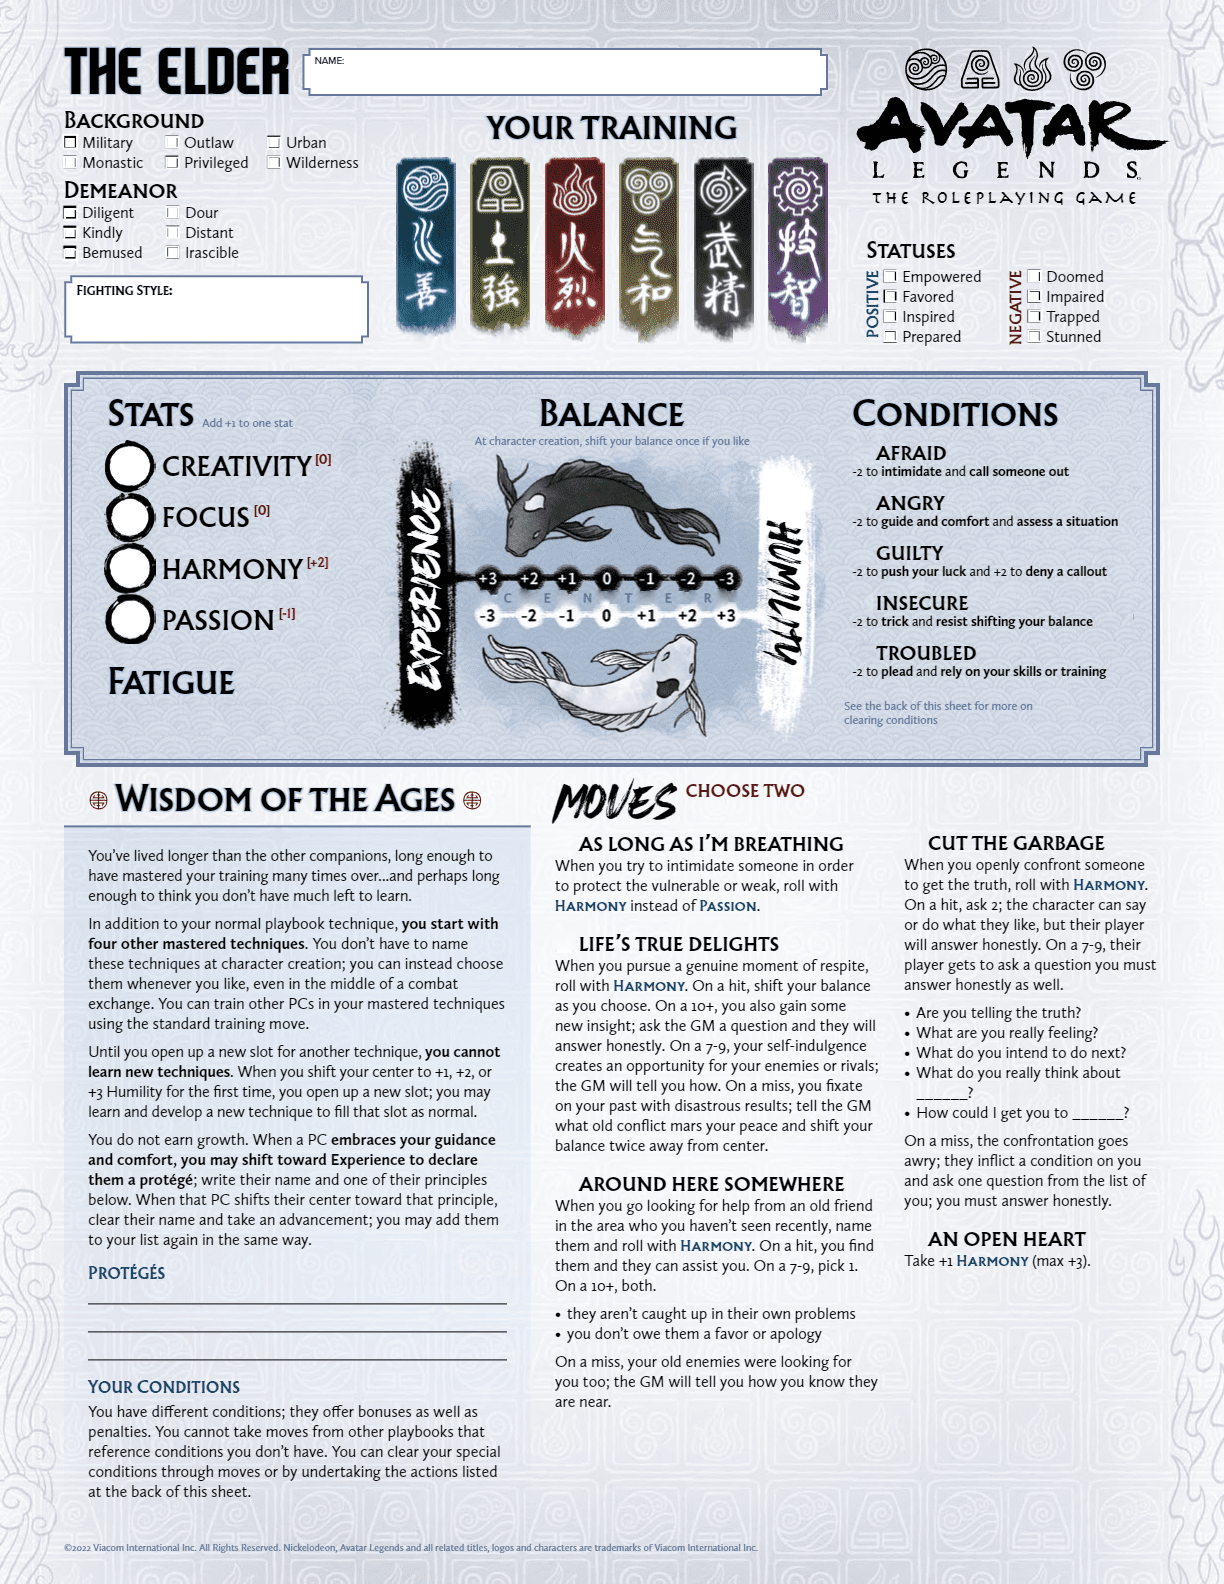 THE ELDER
NAME:
BACKGROUND
Military
Outlaw
Urban
Monastic
Privileged
Wilderness
DEMEANOR
Diligent
Dour
Kindly
Distant
Bemused
Irascible
FIGHTING STYLE:
YOUR TRAINING
水
善
土
強
火
烈
气
和
武
精
技
智
AVATAR
LEGENDS
THE ROLEPLAYING GAME
STATUSES
POSITIVE
Empowered
Favored
Inspired
Prepared
NEGATIVE
Doomed
Impaired
Trapped
Stunned
STATS Add +1 to one stat
CREATIVITY [0]
FOCUS [0]
HARMONY [+2]
PASSION [-1]
FATIGUE
BALANCE
At character creation, shift your balance once if you like
EXPERIENCE
+3 +2 +1 0 -1 -2 -3
CENTER
-3 -2 -1 0 +1 +2 +3
HUMILITY
CONDITIONS
AFRAID
-2 to intimidate and call someone out
ANGRY
-2 to guide and comfort and assess a situation
GUILTY
-2 to push your luck and +2 to deny a callout
INSECURE
-2 to trick and resist shifting your balance
TROUBLED
-2 to plead and rely on your skills or training
See the back of this sheet for more on
clearing conditions
WISDOM OF THE AGES
You've lived longer than the other companions, long enough to
have mastered your training many times over...and perhaps long
enough to think you don't have much left to learn.
In addition to your normal playbook technique, you start with
four other mastered techniques. You don't have to name
these techniques at character creation; you can instead choose
them whenever you like, even in the middle of a combat
exchange. You can train other PCs in your mastered techniques
using the standard training move.
Until you open up a new slot for another technique, you cannot
learn new techniques. When you shift your center to +1, +2, or
+3 Humility for the first time, you open up a new slot; you may
learn and develop a new technique to fill that slot as normal.
You do not earn growth. When a PC embraces your guidance
and comfort, you may shift toward Experience to declare
them a protégé; write their name and one of their principles
below. When that PC shifts their center toward that principle,
clear their name and take an advancement; you may add them
to your list again in the same way.
PROTÉGÉS
YOUR CONDITIONS
You have different conditions; they offer bonuses as well as
penalties. You cannot take moves from other playbooks that
reference conditions you don't have. You can clear your special
conditions through moves or by undertaking the actions listed
at the back of this sheet.
MOVES CHOOSE TWO
AS LONG AS I'M BREATHING
When you try to intimidate someone in order
to protect the vulnerable or weak, roll with
HARMONY instead of PASSION.
LIFE'S TRUE DELIGHTS
When you pursue a genuine moment of respite,
roll with HARMONY. On a hit, shift your balance
as you choose. On a 10+, you also gain some
new insight; ask the GM a question and they will
answer honestly. On a 7-9, your self-indulgence
creates an opportunity for your enemies or rivals;
the GM will tell you how. On a miss, you fixate
on your past with disastrous results; tell the GM
what old conflict mars your peace and shift your
balance twice away from center.
AROUND HERE SOMEWHERE
When you go looking for help from an old friend
in the area who you haven't seen recently, name
them and roll with HARMONY. On a hit, you find
them and they can assist you. On a 7-9, pick 1.
On a 10+, both.
• they aren't caught up in their own problems
• you don't owe them a favor or apology
On a miss, your old enemies were looking for
you too; the GM will tell you how you know they
are near.
CUT THE GARBAGE
When you openly confront someone
to get the truth, roll with HARMONY.
On a hit, ask 2; the character can say
or do what they like, but their player
will answer honestly. On a 7-9, their
player gets to ask a question you must
answer honestly as well.
• Are you telling the truth?
• What are you really feeling?
• What do you intend to do next?
• What do you really think about
______?
• How could I get you to ______?
On a miss, the confrontation goes
awry; they inflict a condition on you
and ask one question from the list of
you; you must answer honestly.
AN OPEN HEART
Take +1 HARMONY (max +3).
©2022 Viacom International Inc. All Rights Reserved. Nickelodeon, Avatar Legends and all related titles, logos and characters are trademarks of Viacom International Inc.